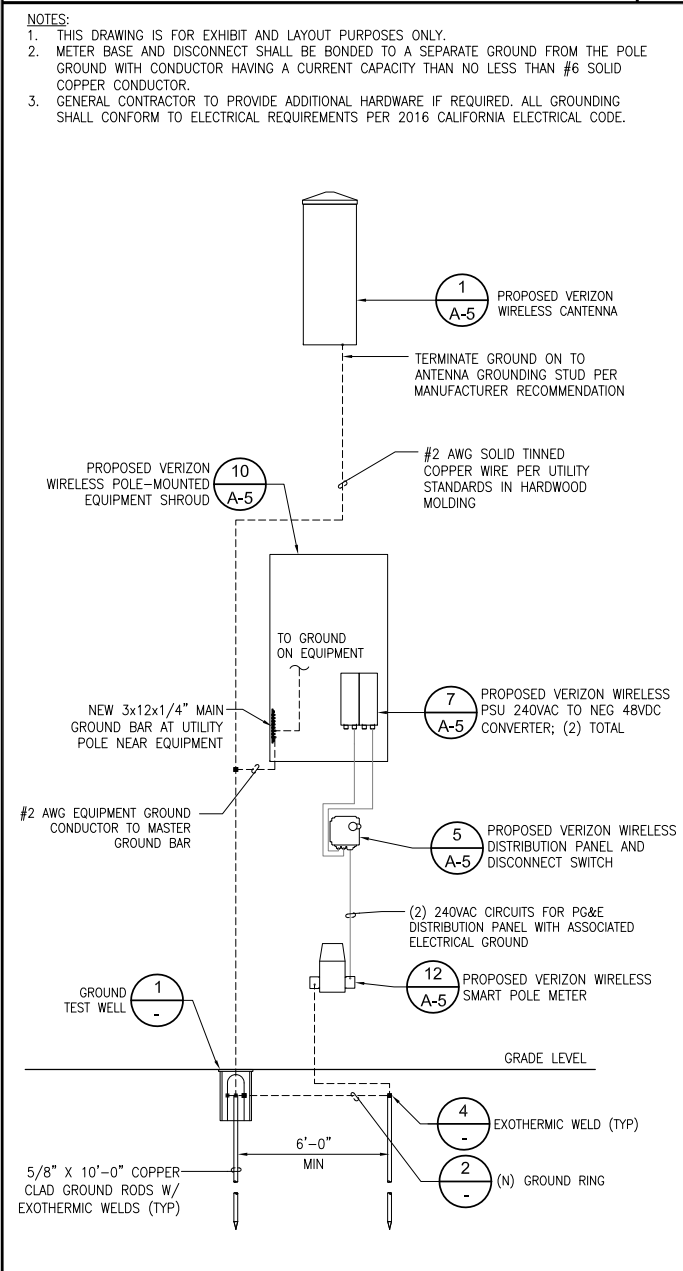 NOTES:
1. THIS DRAWING IS FOR EXHIBIT AND LAYOUT PURPOSES ONLY.
2. METER BASE AND DISCONNECT SHALL BE BONDED TO A SEPARATE GROUND FROM THE POLE
GROUND WITH CONDUCTOR HAVING A CURRENT CAPACITY THAN NO LESS THAN #6 SOLID
COPPER CONDUCTOR.
3. GENERAL CONTRACTOR TO PROVIDE ADDITIONAL HARDWARE IF REQUIRED. ALL GROUNDING
SHALL CONFORM TO ELECTRICAL REQUIREMENTS PER 2016 CALIFORNIA ELECTRICAL CODE.
1
A-5
PROPOSED VERIZON
WIRELESS CANTENNA
TERMINATE GROUND ON TO
ANTENNA GROUNDING STUD PER
MANUFACTURER RECOMMENDATION
#2 AWG SOLID TINNED
COPPER WIRE PER UTILITY
STANDARDS IN HARDWOOD
MOLDING
PROPOSED VERIZON
WIRELESS POLE-MOUNTED
EQUIPMENT SHROUD
10
A-5
TO GROUND
ON EQUIPMENT
NEW 3x12x1/4" MAIN
GROUND BAR AT UTILITY
POLE NEAR EQUIPMENT
7
A-5
PROPOSED VERIZON WIRELESS
PSU 240VAC TO NEG 48VDC
CONVERTER; (2) TOTAL
#2 AWG EQUIPMENT GROUND
CONDUCTOR TO MASTER
GROUND BAR
5
A-5
PROPOSED VERIZON WIRELESS
DISTRIBUTION PANEL AND
DISCONNECT SWITCH
(2) 240VAC CIRCUITS FOR PG&E
DISTRIBUTION PANEL WITH ASSOCIATED
ELECTRICAL GROUND
12
A-5
PROPOSED VERIZON WIRELESS
SMART POLE METER
GROUND
TEST WELL
1
-
GRADE LEVEL
4
-
EXOTHERMIC WELD (TYP)
6'-0"
MIN
2
-
(N) GROUND RING
5/8" X 10'-0" COPPER
CLAD GROUND RODS W/
EXOTHERMIC WELDS (TYP)